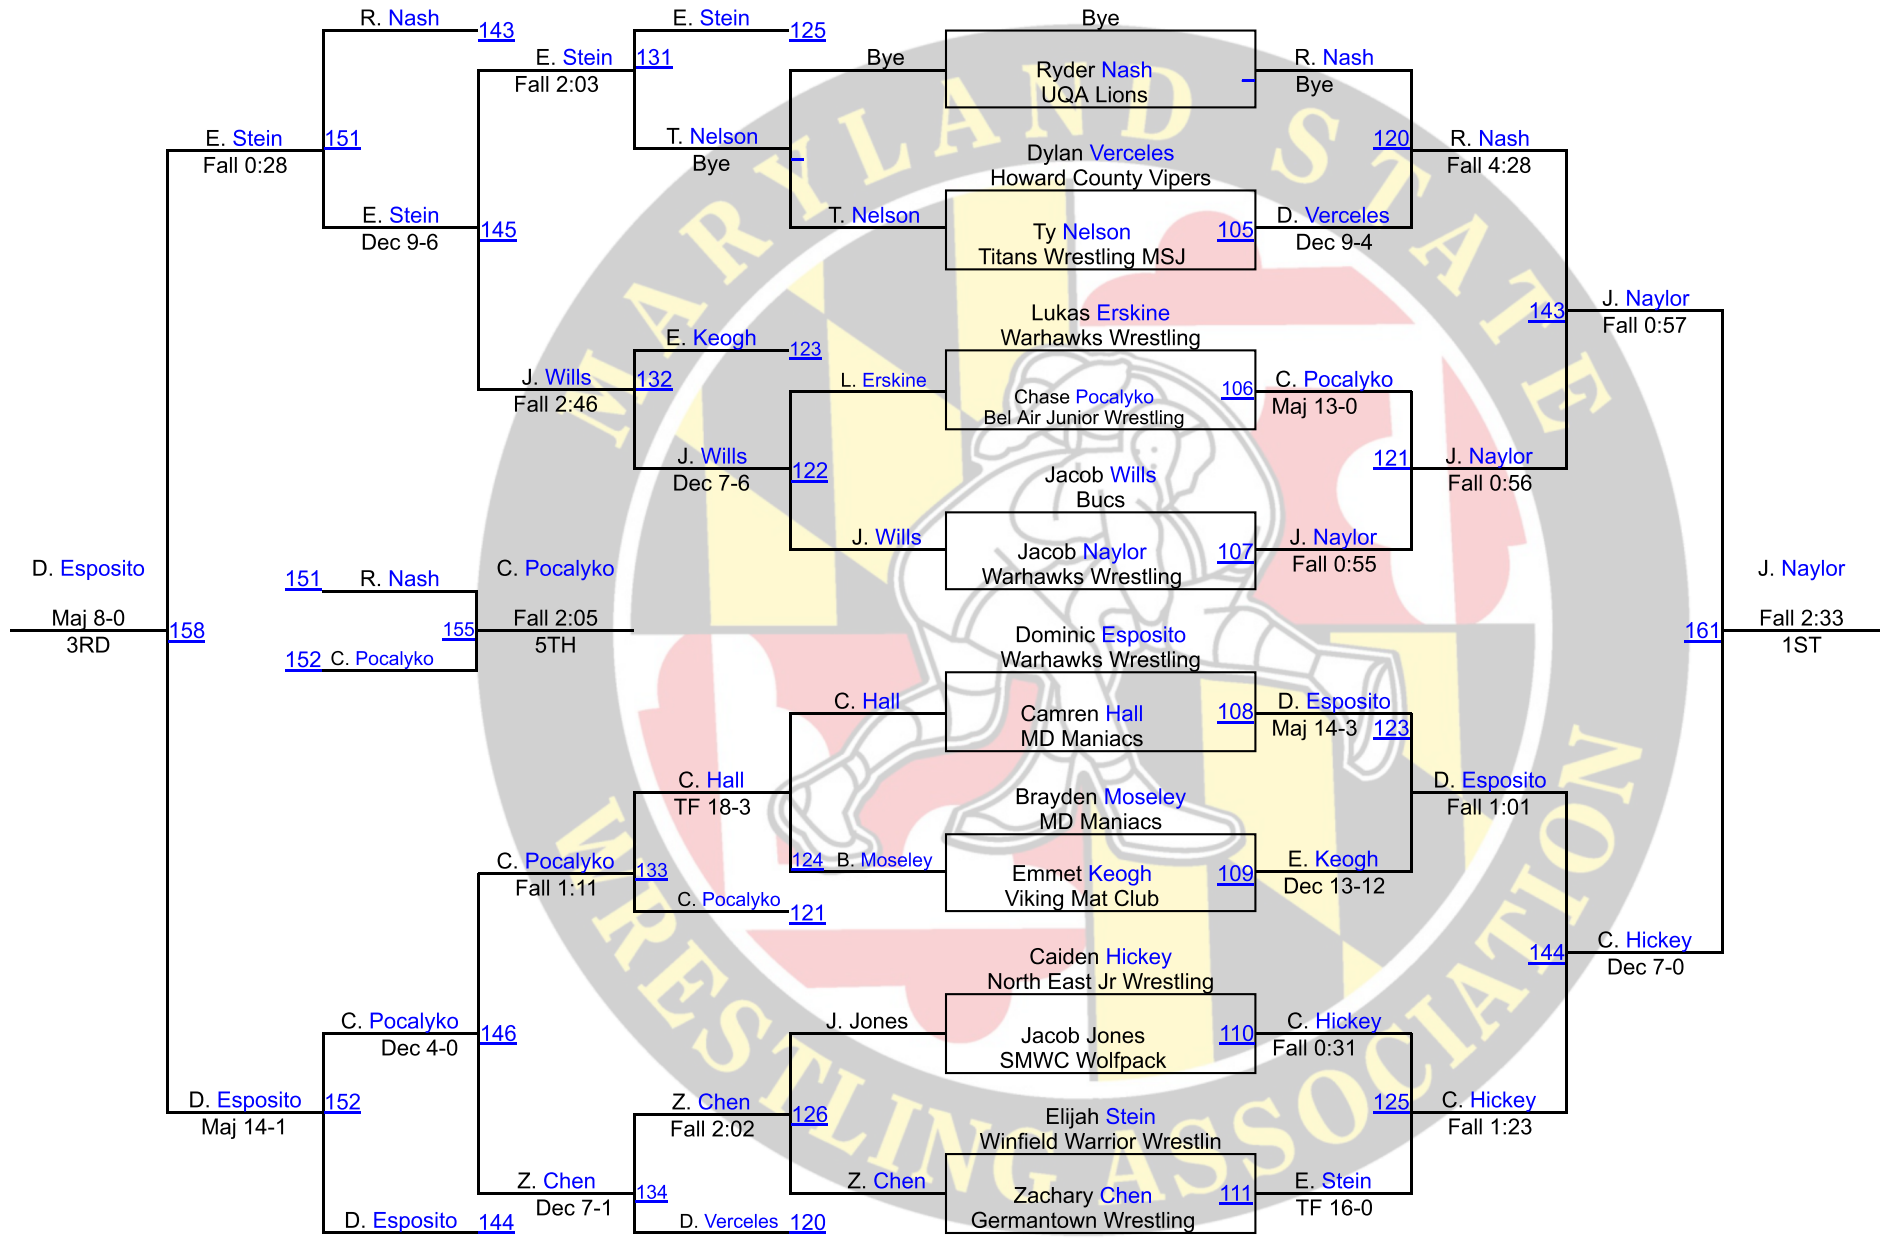 R. Nash
143
E. Stein
125
Bye
E. Stein
131
Fall 2:03
Bye
Ryder Nash
UQA Lions
R. Nash
Bye
E. Stein
151
Fall 0:28
T. Nelson
Bye
Dylan Verceles
Howard County Vipers
120
R. Nash
Fall 4:28
E. Stein
Dec 9-6
145
T. Nelson
Ty Nelson
Titans Wrestling MSJ
105
D. Verceles
Dec 9-4
Lukas Erskine
Warhawks Wrestling
143
J. Naylor
Fall 0:57
E. Keogh
123
J. Wills
132
Fall 2:46
L. Erskine
Chase Pocalyko
Bel Air Junior Wrestling
106
C. Pocalyko
Maj 13-0
J. Wills
Dec 7-6
122
Jacob Wills
Bucs
121
J. Naylor
Fall 0:56
J. Wills
Jacob Naylor
Warhawks Wrestling
107
J. Naylor
Fall 0:55
D. Esposito
Maj 8-0
3RD
158
151
R. Nash
C. Pocalyko
155
Fall 2:05
5TH
152
C. Pocalyko
J. Naylor
161
Fall 2:33
1ST
Dominic Esposito
Warhawks Wrestling
C. Hall
Camren Hall
MD Maniacs
108
D. Esposito
Maj 14-3
123
C. Hall
TF 18-3
Brayden Moseley
MD Maniacs
D. Esposito
Fall 1:01
C. Pocalyko
133
Fall 1:11
124
B. Moseley
Emmet Keogh
Viking Mat Club
109
E. Keogh
Dec 13-12
C. Pocalyko
121
Caiden Hickey
North East Jr Wrestling
144
C. Hickey
Dec 7-0
C. Pocalyko
Dec 4-0
146
J. Jones
Jacob Jones
SMWC Wolfpack
110
C. Hickey
Fall 0:31
D. Esposito
Maj 14-1
152
Z. Chen
Fall 2:02
126
Elijah Stein
Winfield Warrior Wrestlin
125
C. Hickey
Fall 1:23
Z. Chen
Dec 7-1
134
Z. Chen
Zachary Chen
Germantown Wrestling
111
E. Stein
TF 16-0
D. Esposito
144
D. Verceles
120
MARYLAND STATE
WRESTLING ASSOCIATION